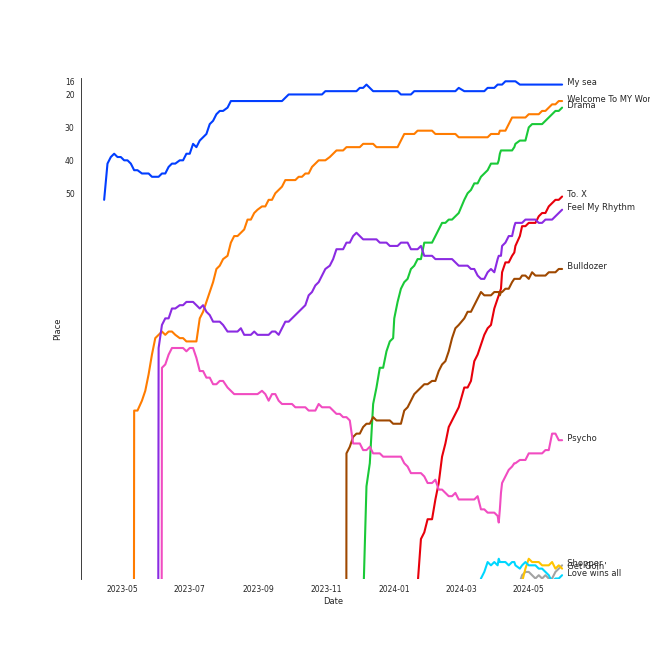 16
My sea
20
Welcome To MY Wor
Drama
30
40
50
To. X
Feel My Rhythm
Bulldozer
Place
Psycho
Shopper
Love wins all
2023-05
2023-07
2023-09
2023-11
2024-01
2024-03
2024-05
Date